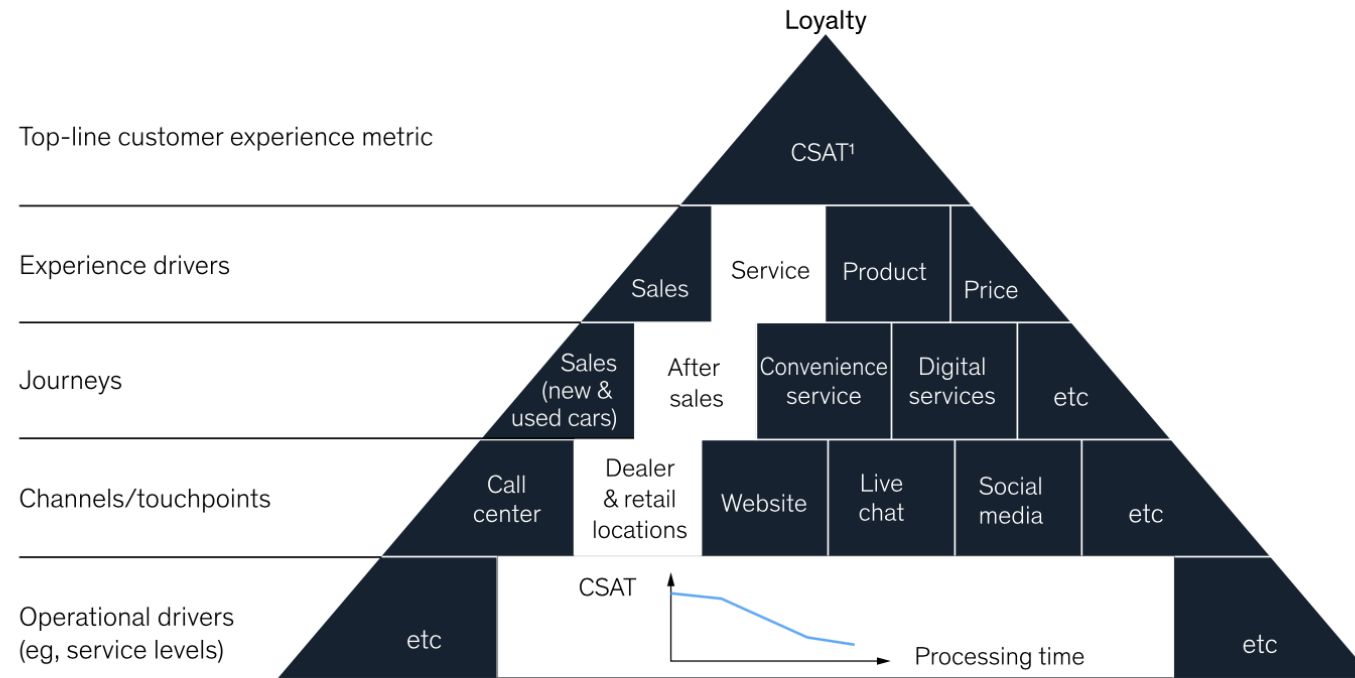 Loyalty
Top-line customer experience metric
CSAT¹
Experience drivers
Sales
Service
Product
Price
Journeys
Sales
(new &
used cars)
After
sales
Convenience
service
Digital
services
etc
Channels/touchpoints
Call
center
Dealer
& retail
locations
Website
Live
chat
Social
media
etc
Operational drivers
(eg, service levels)
etc
CSAT
Processing time
etc